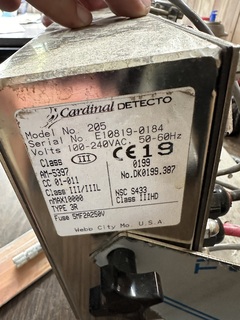 Cardinal DETECTO
Model No. 205
Serial No. E10819-0184
Volts 100-240VAC, 50-60Hz
Class III CE 19
AM-5397 0199
CC 01-011 No.DK0199.387
Class III/IIIL NSC S433
nMAX10000 Class IIIHD
TYPE 3R
Fuse 5MF2A250V
Webb City Mo U.S.A.